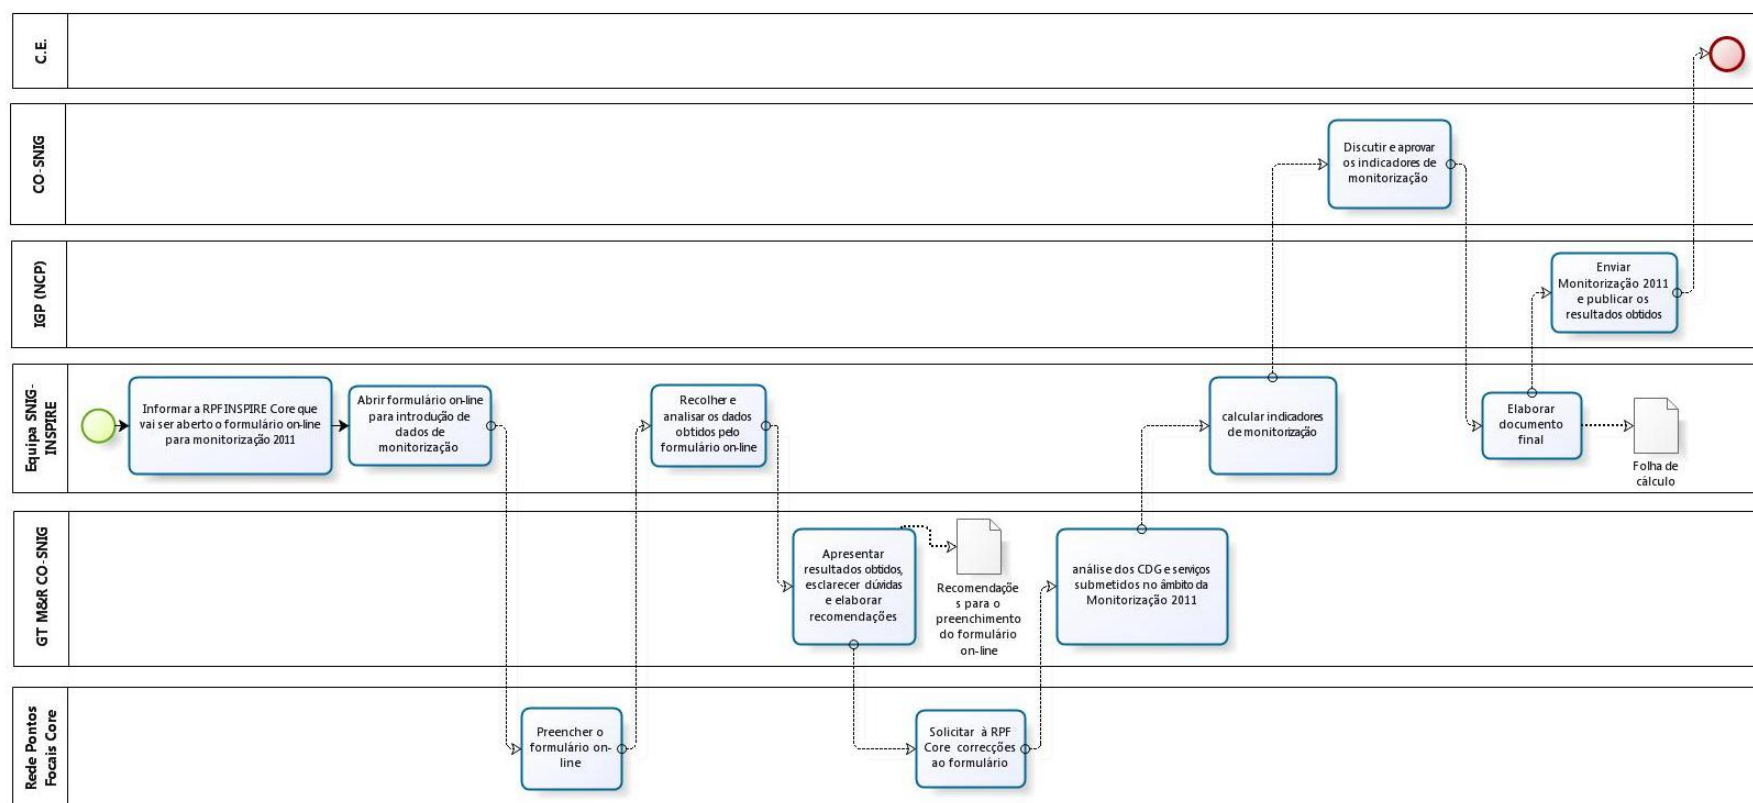 C.E.
CO-SNIG
Discutir e aprovar
os indicadores de
monitorização
IGP (NCP)
Enviar
Monitorização 2011
e publicar os
resultados obtidos
Equipa SNIG-
INSPIRE
Informar a RPF INSPIRE Core que
vai ser aberto o formulário on-line
para monitorização 2011
Abrir formulário on-line
para introdução de
dados de
monitorização
Recolher e
analisar os dados
obtidos pelo
formulário on-line
calcular indicadores
de monitorização
Elaborar
documento
final
Folha de
cálculo
GT M&R CO-SNIG
Apresentar
resultados obtidos,
esclarecer dúvidas
e elaborar
recomendações
Recomendaçõe
s para o
preenchimento
do formulário
on-line
análise dos CDG e serviços
submetidos no âmbito da
Monitorização 2011
Rede Pontos
Focais Core
Preencher o
formulário on-
line
Solicitar à RPF
Core correcções
ao formulário